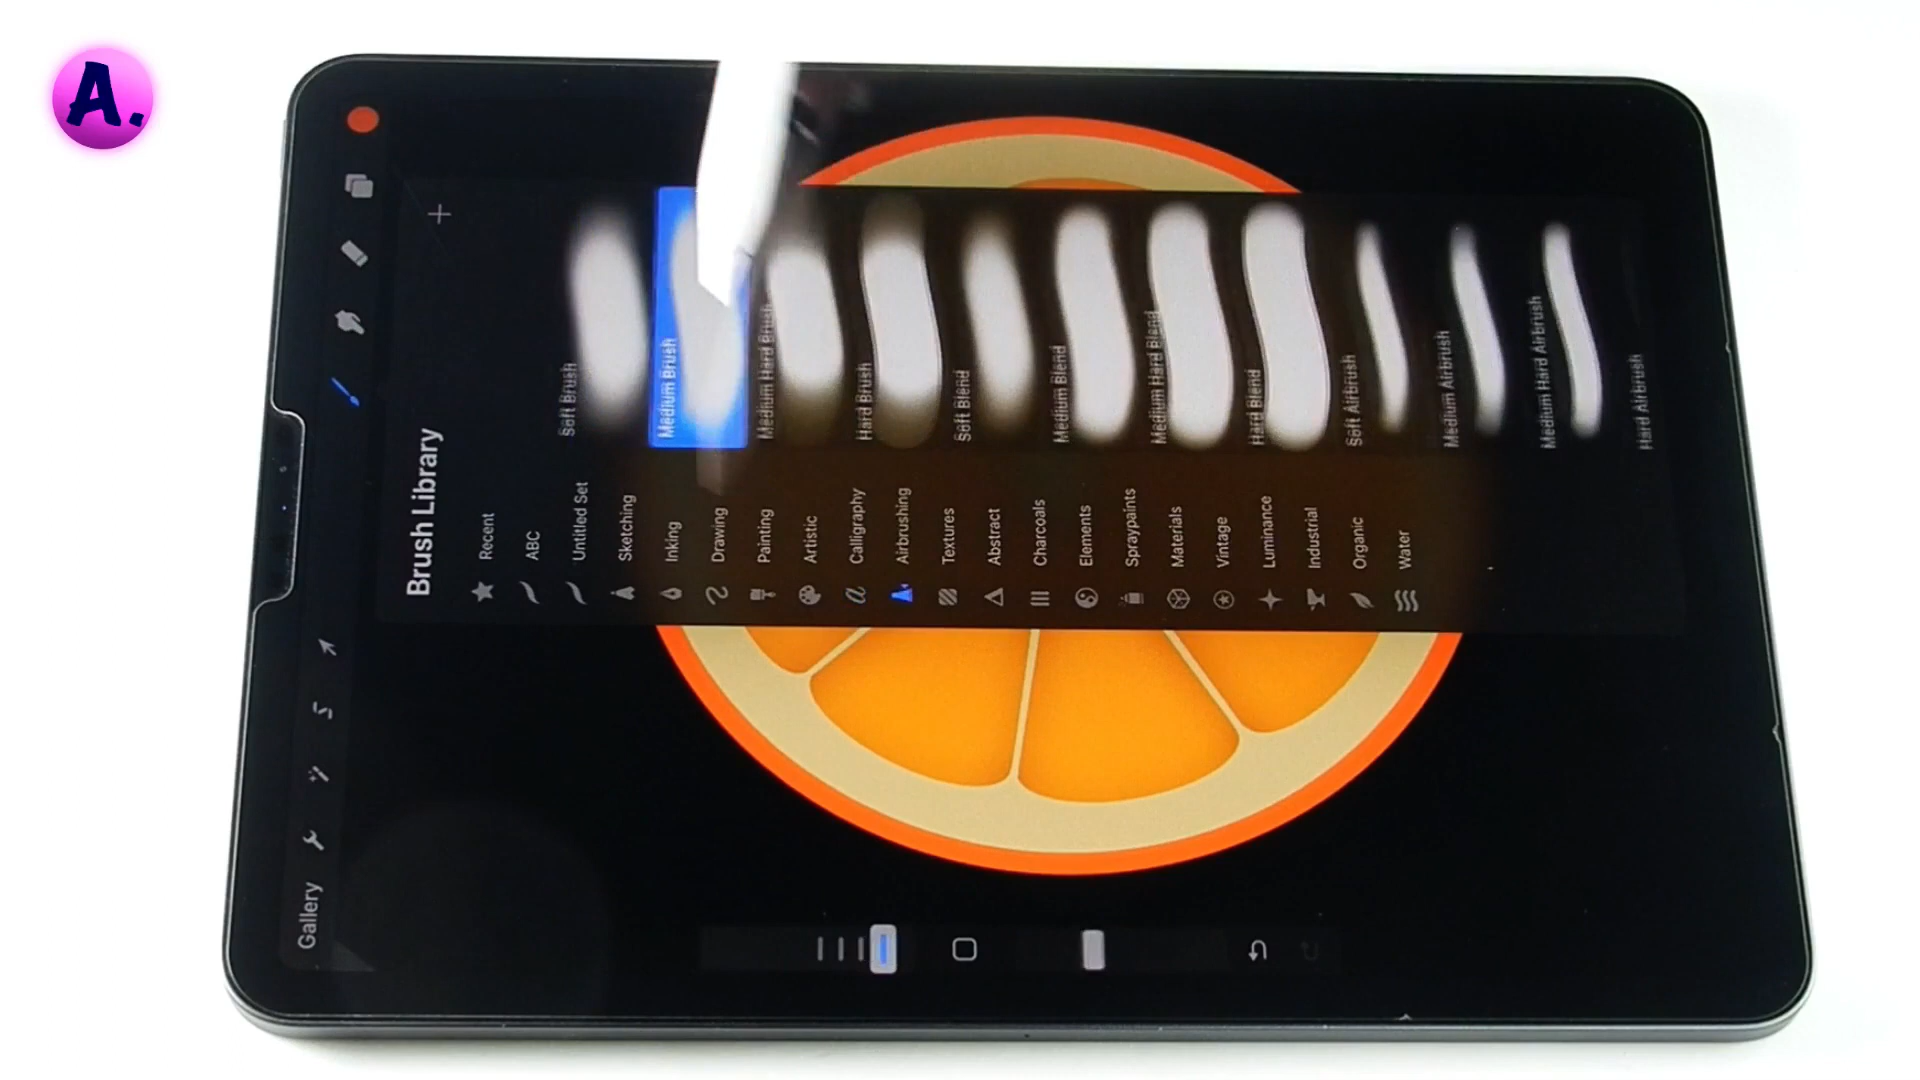 A.
Gallery
Brush Library
Recent
ABC
Untitled Set
Sketching
Inking
Drawing
Painting
Artistic
Calligraphy
Airbrushing
Textures
Abstract
Charcoals
Elements
Spraypaints
Materials
Vintage
Luminance
Industrial
Organic
Water
Soft Brush
Medium Brush
Medium Hard Brush
Hard Brush
Soft Blend
Medium Blend
Medium Hard Blend
Hard Blend
Soft Airbrush
Medium Airbrush
Medium Hard Airbrush
Hard Airbrush